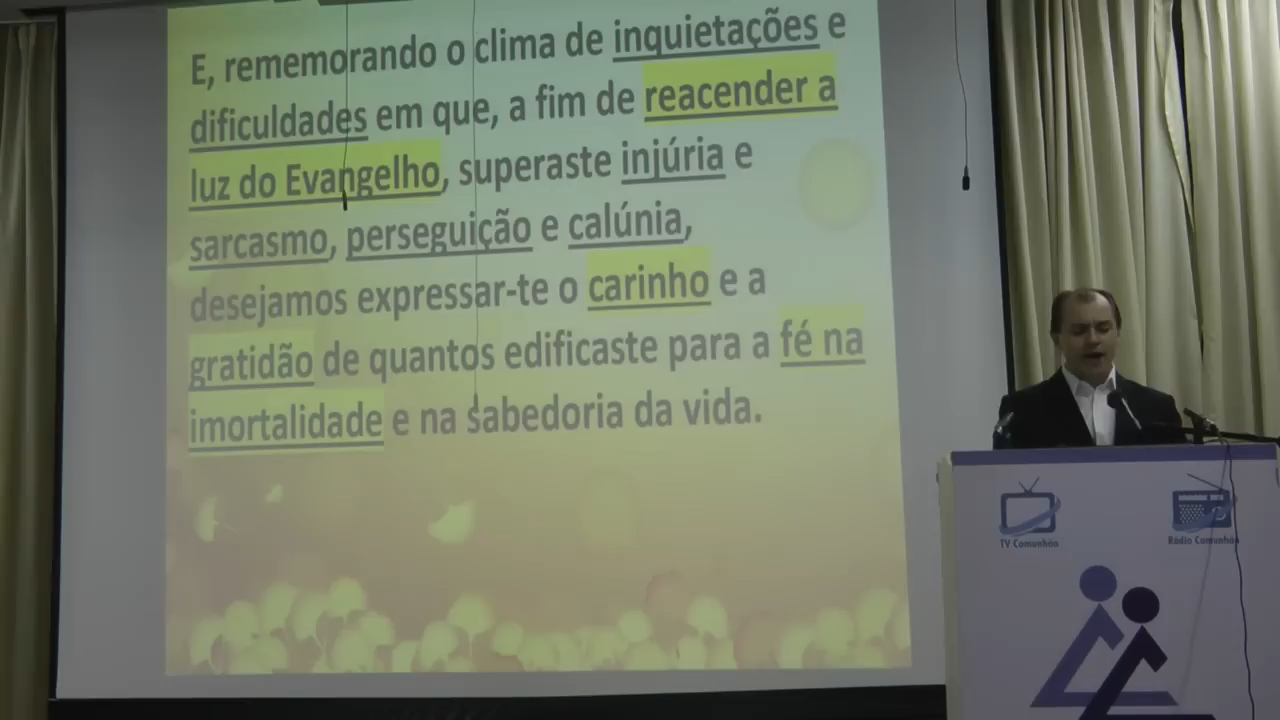 E, rememorando o clima de inquietações e
dificuldades em que, a fim de reacender a
luz do Evangelho, superaste injúria e
sarcasmo, perseguição e calúnia,
desejamos expressar-te o carinho e a
gratidão de quantos edificaste para a fé na
imortalidade e na sabedoria da vida.
TV Comunhão
Rádio Comunhão